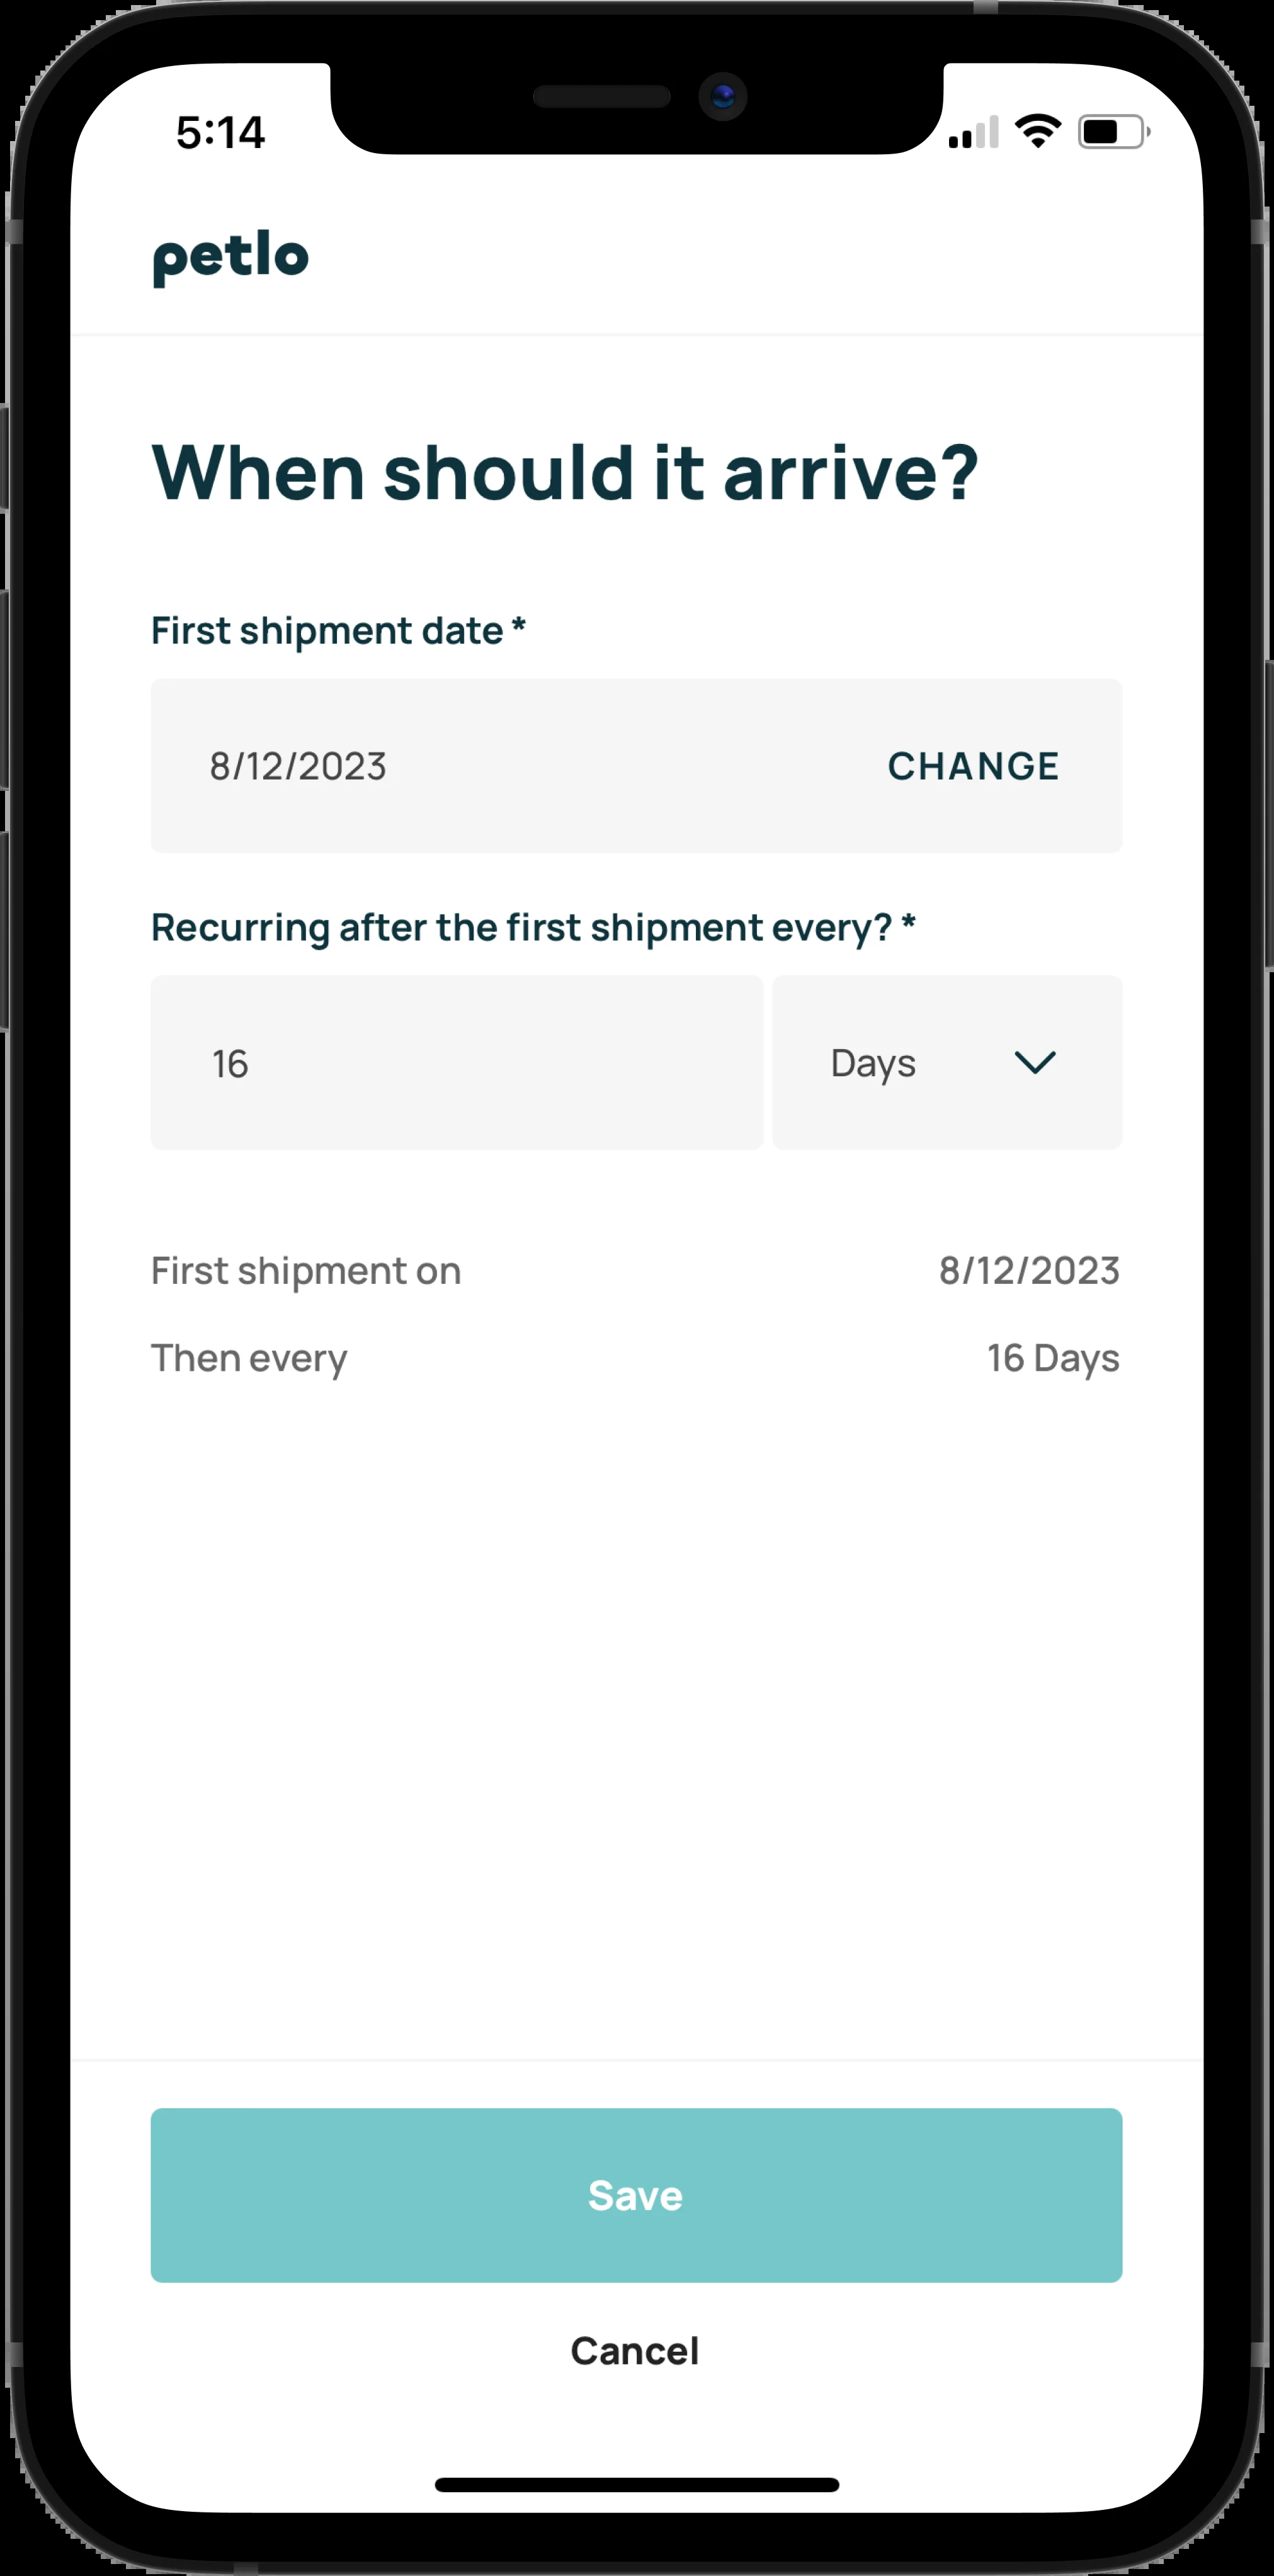 5:14
petlo
When should it arrive?
First shipment date *
8/12/2023 CHANGE
Recurring after the first shipment every? *
16 Days
First shipment on 8/12/2023
Then every 16 Days
Save
Cancel